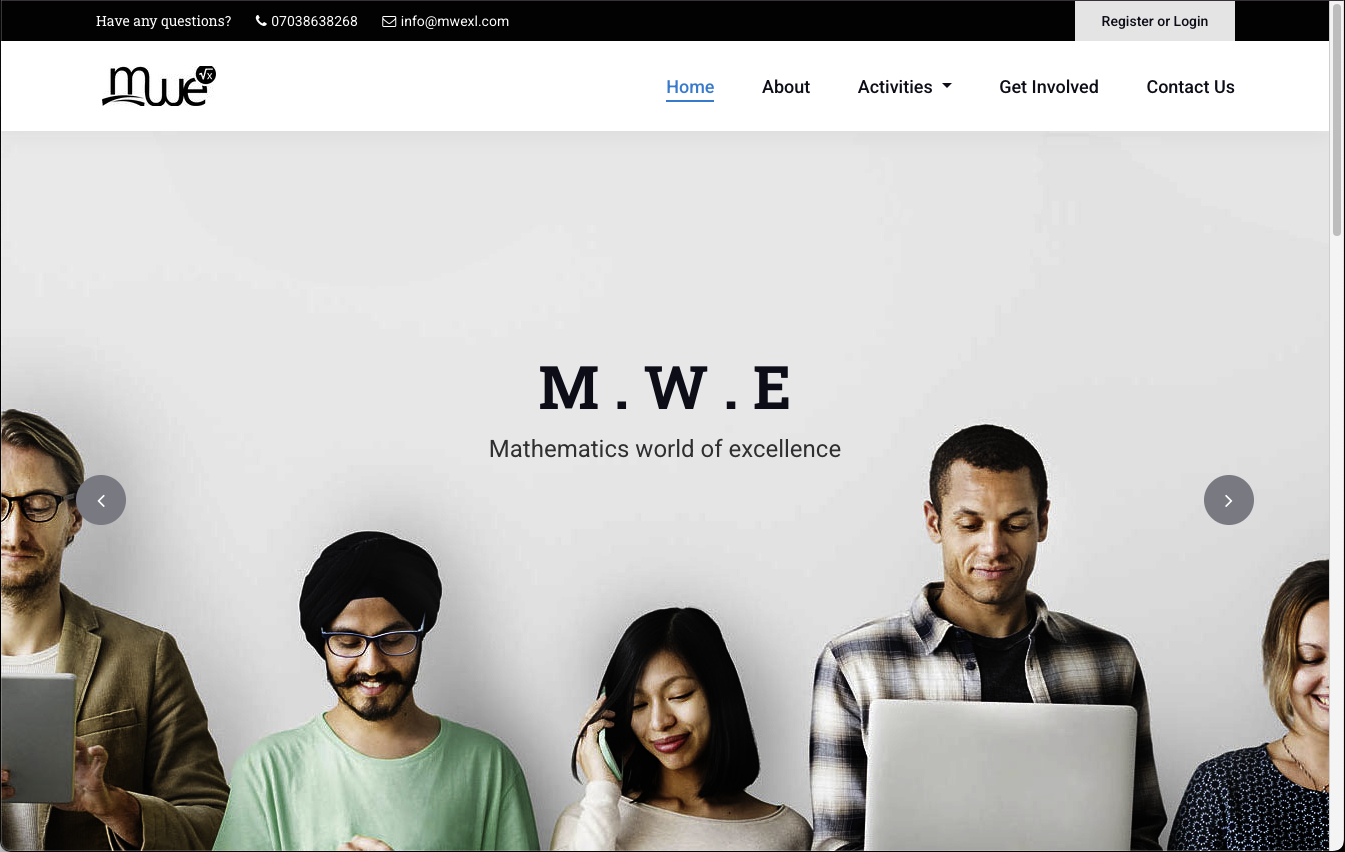 Have any questions? 07038638268 info@mwexl.com Register or Login
mwe √x
Home About Activities Get Involved Contact Us
M . W . E
Mathematics world of excellence